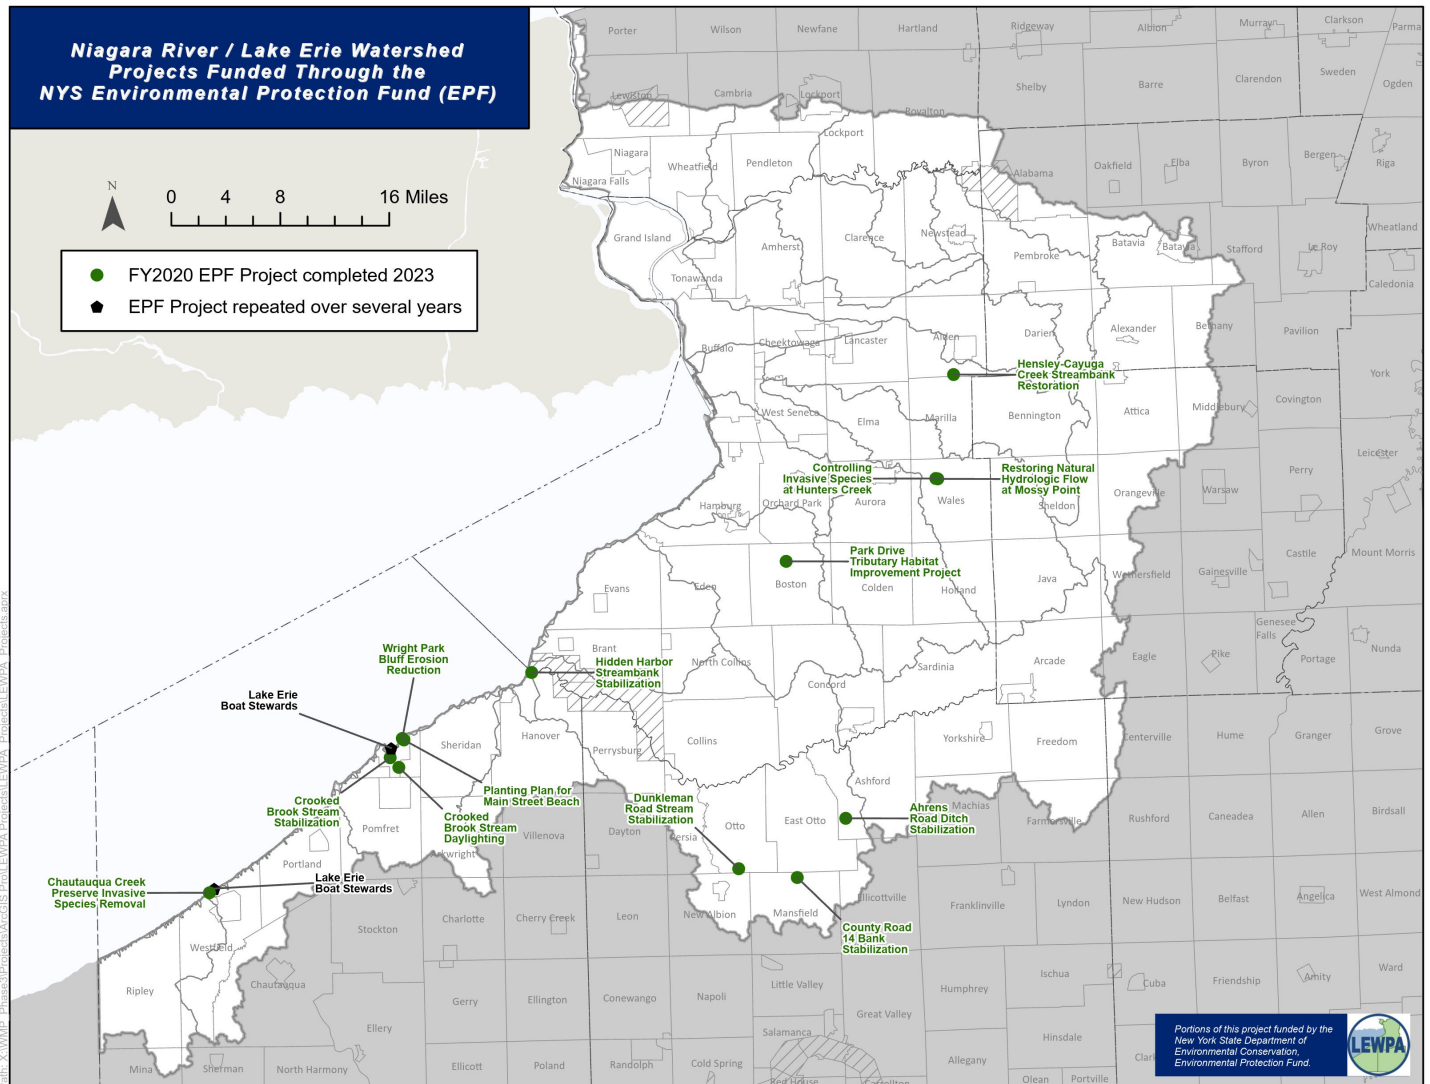 Niagara River / Lake Erie Watershed
Projects Funded Through the
NYS Environmental Protection Fund (EPF)
N
0 4 8 16 Miles
FY2020 EPF Project completed 2023
EPF Project repeated over several years
Porter
Wilson
Newfane
Hartland
Ridgeway
Albion
Murray
Clarkson
Parma
Lewiston
Cambria
Lockport
Royalton
Shelby
Barre
Clarendon
Sweden
Ogden
Lockport
Niagara
Wheatfield
Pendleton
Niagara Falls
Alabama
Oakfield
Elba
Byron
Bergen
Riga
Grand Island
Amherst
Clarence
Newstead
Pembroke
Batavia
Batavia
Stafford
Le Roy
Wheatland
Tonawanda
Caledonia
Buffalo
Cheektowaga
Lancaster
Alden
Darien
Alexander
Bethany
Pavilion
York
Hensley-Cayuga
Creek Streambank
Restoration
West Seneca
Elma
Marilla
Bennington
Attica
Middlebury
Covington
Leicester
Controlling
Invasive Species
at Hunters Creek
Restoring Natural
Hydrologic Flow
at Mossy Point
Hamburg
Orchard Park
Aurora
Wales
Sheldon
Orangeville
Warsaw
Perry
Park Drive
Tributary Habitat
Improvement Project
Evans
Eden
Boston
Colden
Holland
Java
Wethersfield
Gainesville
Castile
Mount Morris
Wright Park
Bluff Erosion
Reduction
Brant
Hidden Harbor
Streambank
Stabilization
North Collins
Concord
Sardinia
Arcade
Eagle
Pike
Genesee
Falls
Portage
Nunda
Lake Erie
Boat Stewards
Sheridan
Hanover
Perrysburg
Collins
Yorkshire
Freedom
Centerville
Hume
Granger
Grove
Crooked
Brook Stream
Stabilization
Planting Plan for
Main Street Beach
Crooked
Brook Stream
Daylighting
Pomfret
Arkwright
Villenova
Dayton
Persia
Dunkleman
Road Stream
Stabilization
Otto
East Otto
Ashford
Ahrens
Road Ditch
Stabilization
Machias
Farmersville
Rushford
Caneadea
Allen
Birdsall
Portland
Chautauqua Creek
Preserve Invasive
Species Removal
Lake Erie
Boat Stewards
Westfield
Ripley
Chautauqua
Stockton
Charlotte
Cherry Creek
Leon
New Albion
Mansfield
Ellicottville
County Road
14 Bank
Stabilization
Franklinville
Lyndon
New Hudson
Belfast
Angelica
West Almond
Gerry
Ellington
Conewango
Napoli
Little Valley
Great Valley
Humphrey
Ischua
Cuba
Friendship
Amity
Ward
Mina
Sherman
North Harmony
Ellery
Ellicott
Poland
Randolph
Cold Spring
Salamanca
Red House
Carrollton
Allegany
Hinsdale
Olean
Portville
Portions of this project funded by the
New York State Department of
Environmental Conservation,
Environmental Protection Fund.
LEWPA